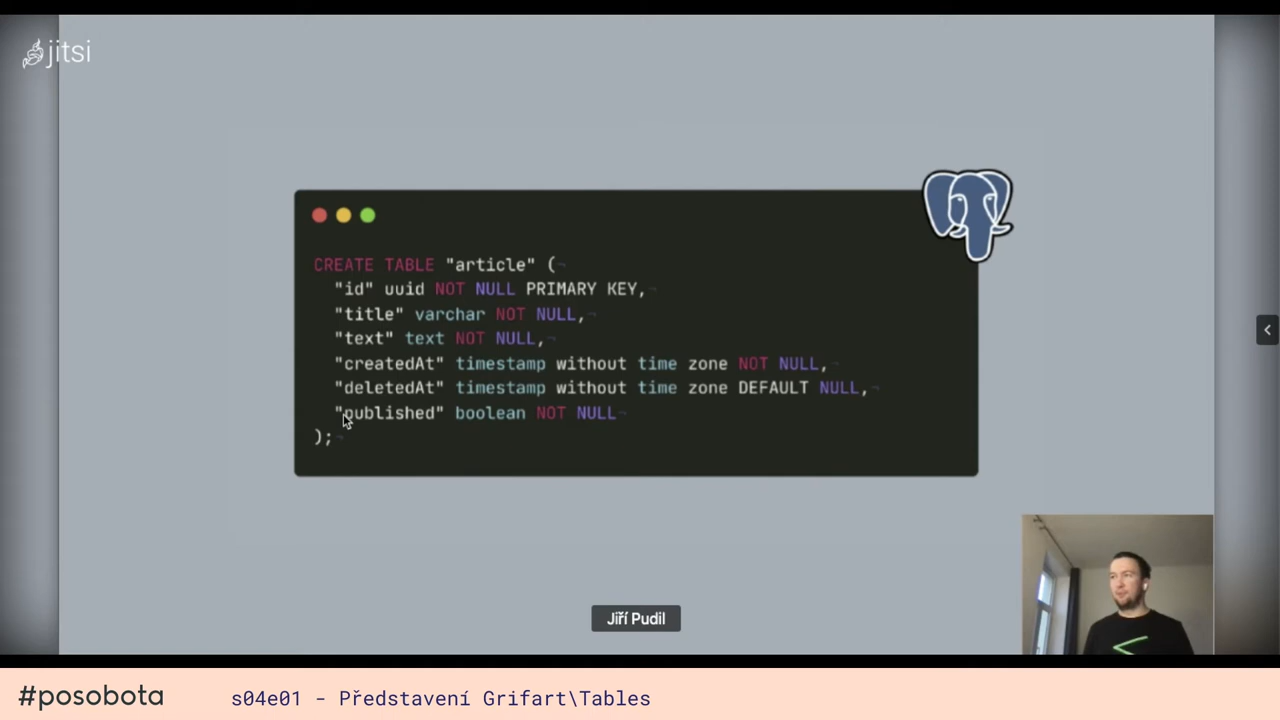 jitsi
CREATE TABLE "article" (
"id" uuid NOT NULL PRIMARY KEY,
"title" varchar NOT NULL,
"text" text NOT NULL,
"createdAt" timestamp without time zone NOT NULL,
"deletedAt" timestamp without time zone DEFAULT NULL,
"published" boolean NOT NULL
);
Jiří Pudil
#posobota s04e01 - Představení Grifart\Tables